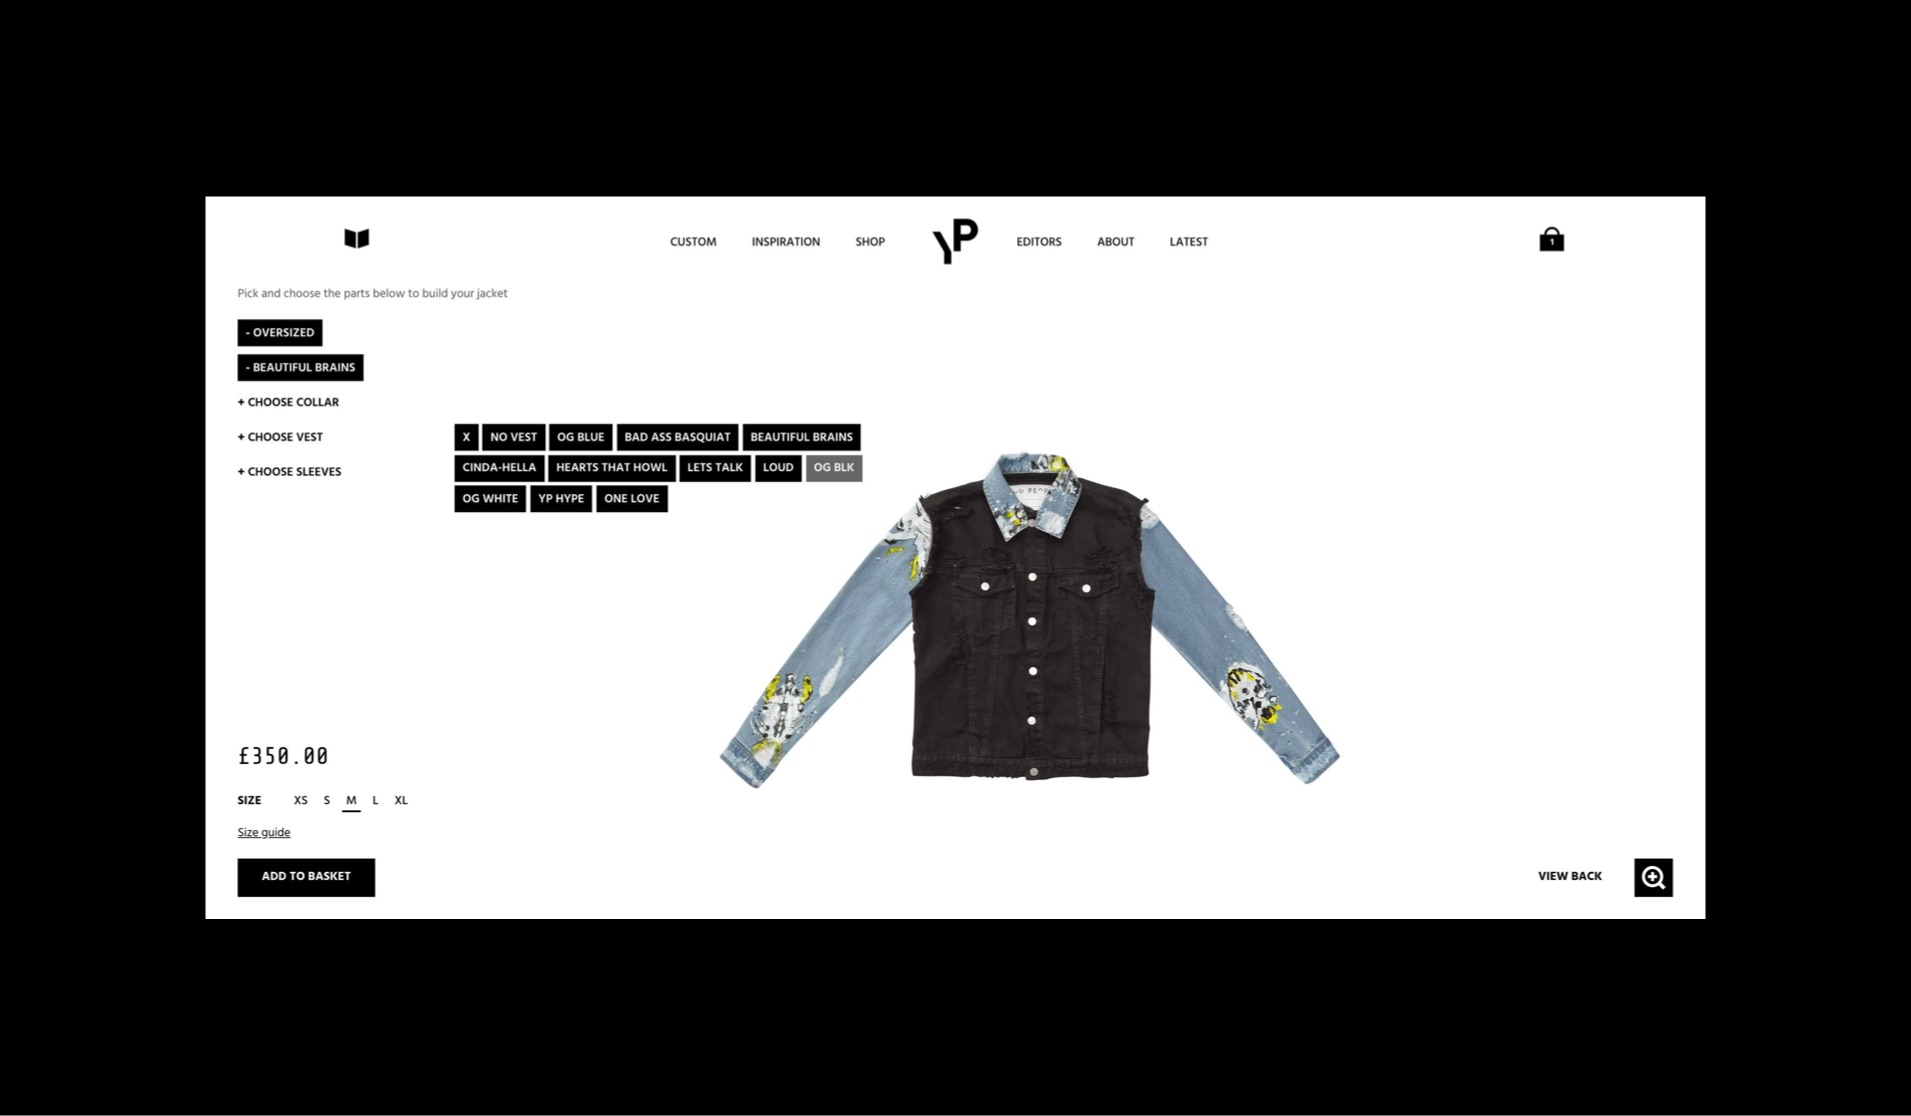 CUSTOM INSPIRATION SHOP YP EDITORS ABOUT LATEST 1
Pick and choose the parts below to build your jacket
- OVERSIZED
- BEAUTIFUL BRAINS
+ CHOOSE COLLAR
+ CHOOSE VEST
X NO VEST OG BLUE BAD ASS BASQUIAT BEAUTIFUL BRAINS
+ CHOOSE SLEEVES
CINDA-HELLA HEARTS THAT HOWL LETS TALK LOUD OG BLK
OG WHITE YP HYPE ONE LOVE
£350.00
SIZE XS S M L XL
Size guide
ADD TO BASKET
VIEW BACK